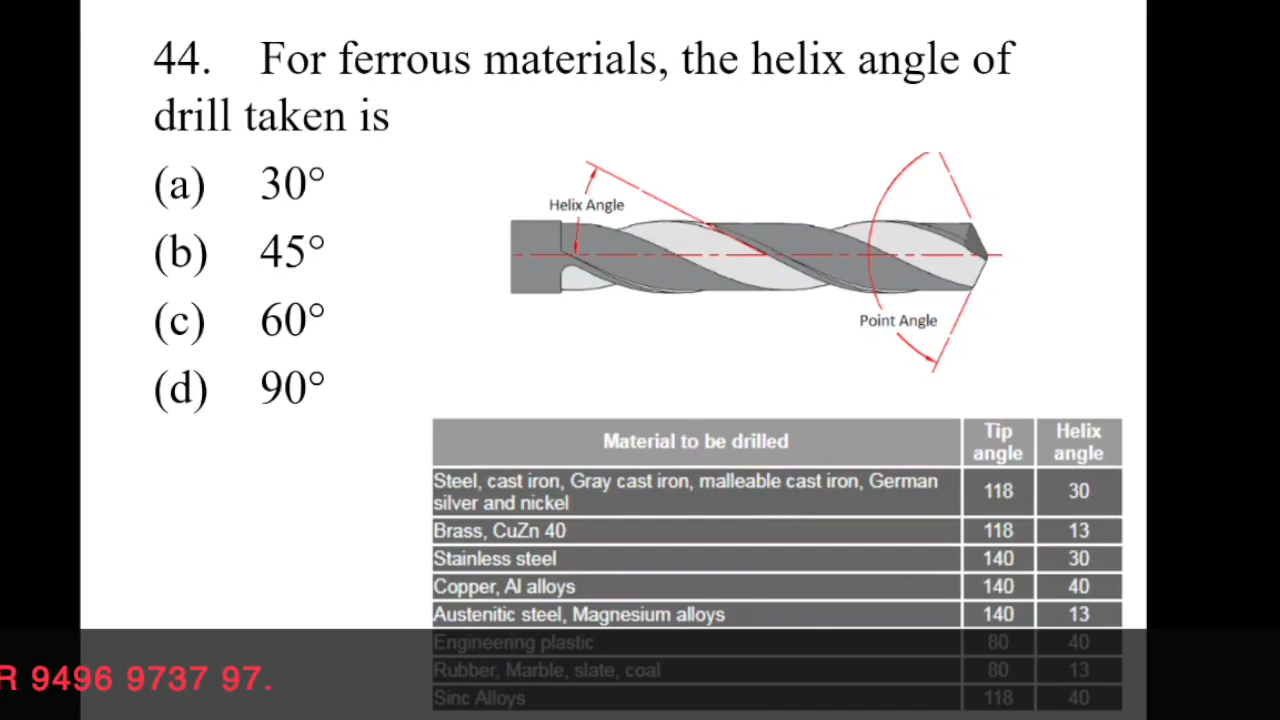 44. For ferrous materials, the helix angle of
drill taken is
(a) 30°
(b) 45°
(c) 60°
(d) 90°
Helix Angle
Point Angle
Material to be drilled Tip angle Helix angle
Steel, cast iron, Gray cast iron, malleable cast iron, German
silver and nickel 118 30
Brass, CuZn 40 118 13
Stainless steel 140 30
Copper, Al alloys 140 40
Austenitic steel, Magnesium alloys 140 13
Engineering plastic 80 40
Rubber, Marble, slate, coal 80 13
Sinc Alloys 118 40
R 9496 9737 97.